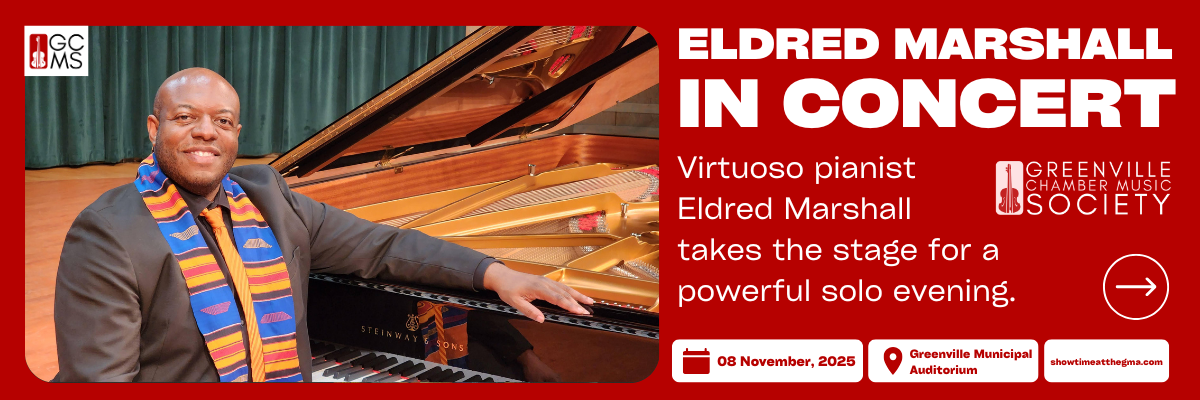 GC
MS
ELDRED MARSHALL
IN CONCERT
Virtuoso pianist
Eldred Marshall
takes the stage for a
powerful solo evening.
GREENVILLE
CHAMBER MUSIC
SOCIETY
STEINWAY & SONS
08 November, 2025
Greenville Municipal
Auditorium
showtimeatthegma.com